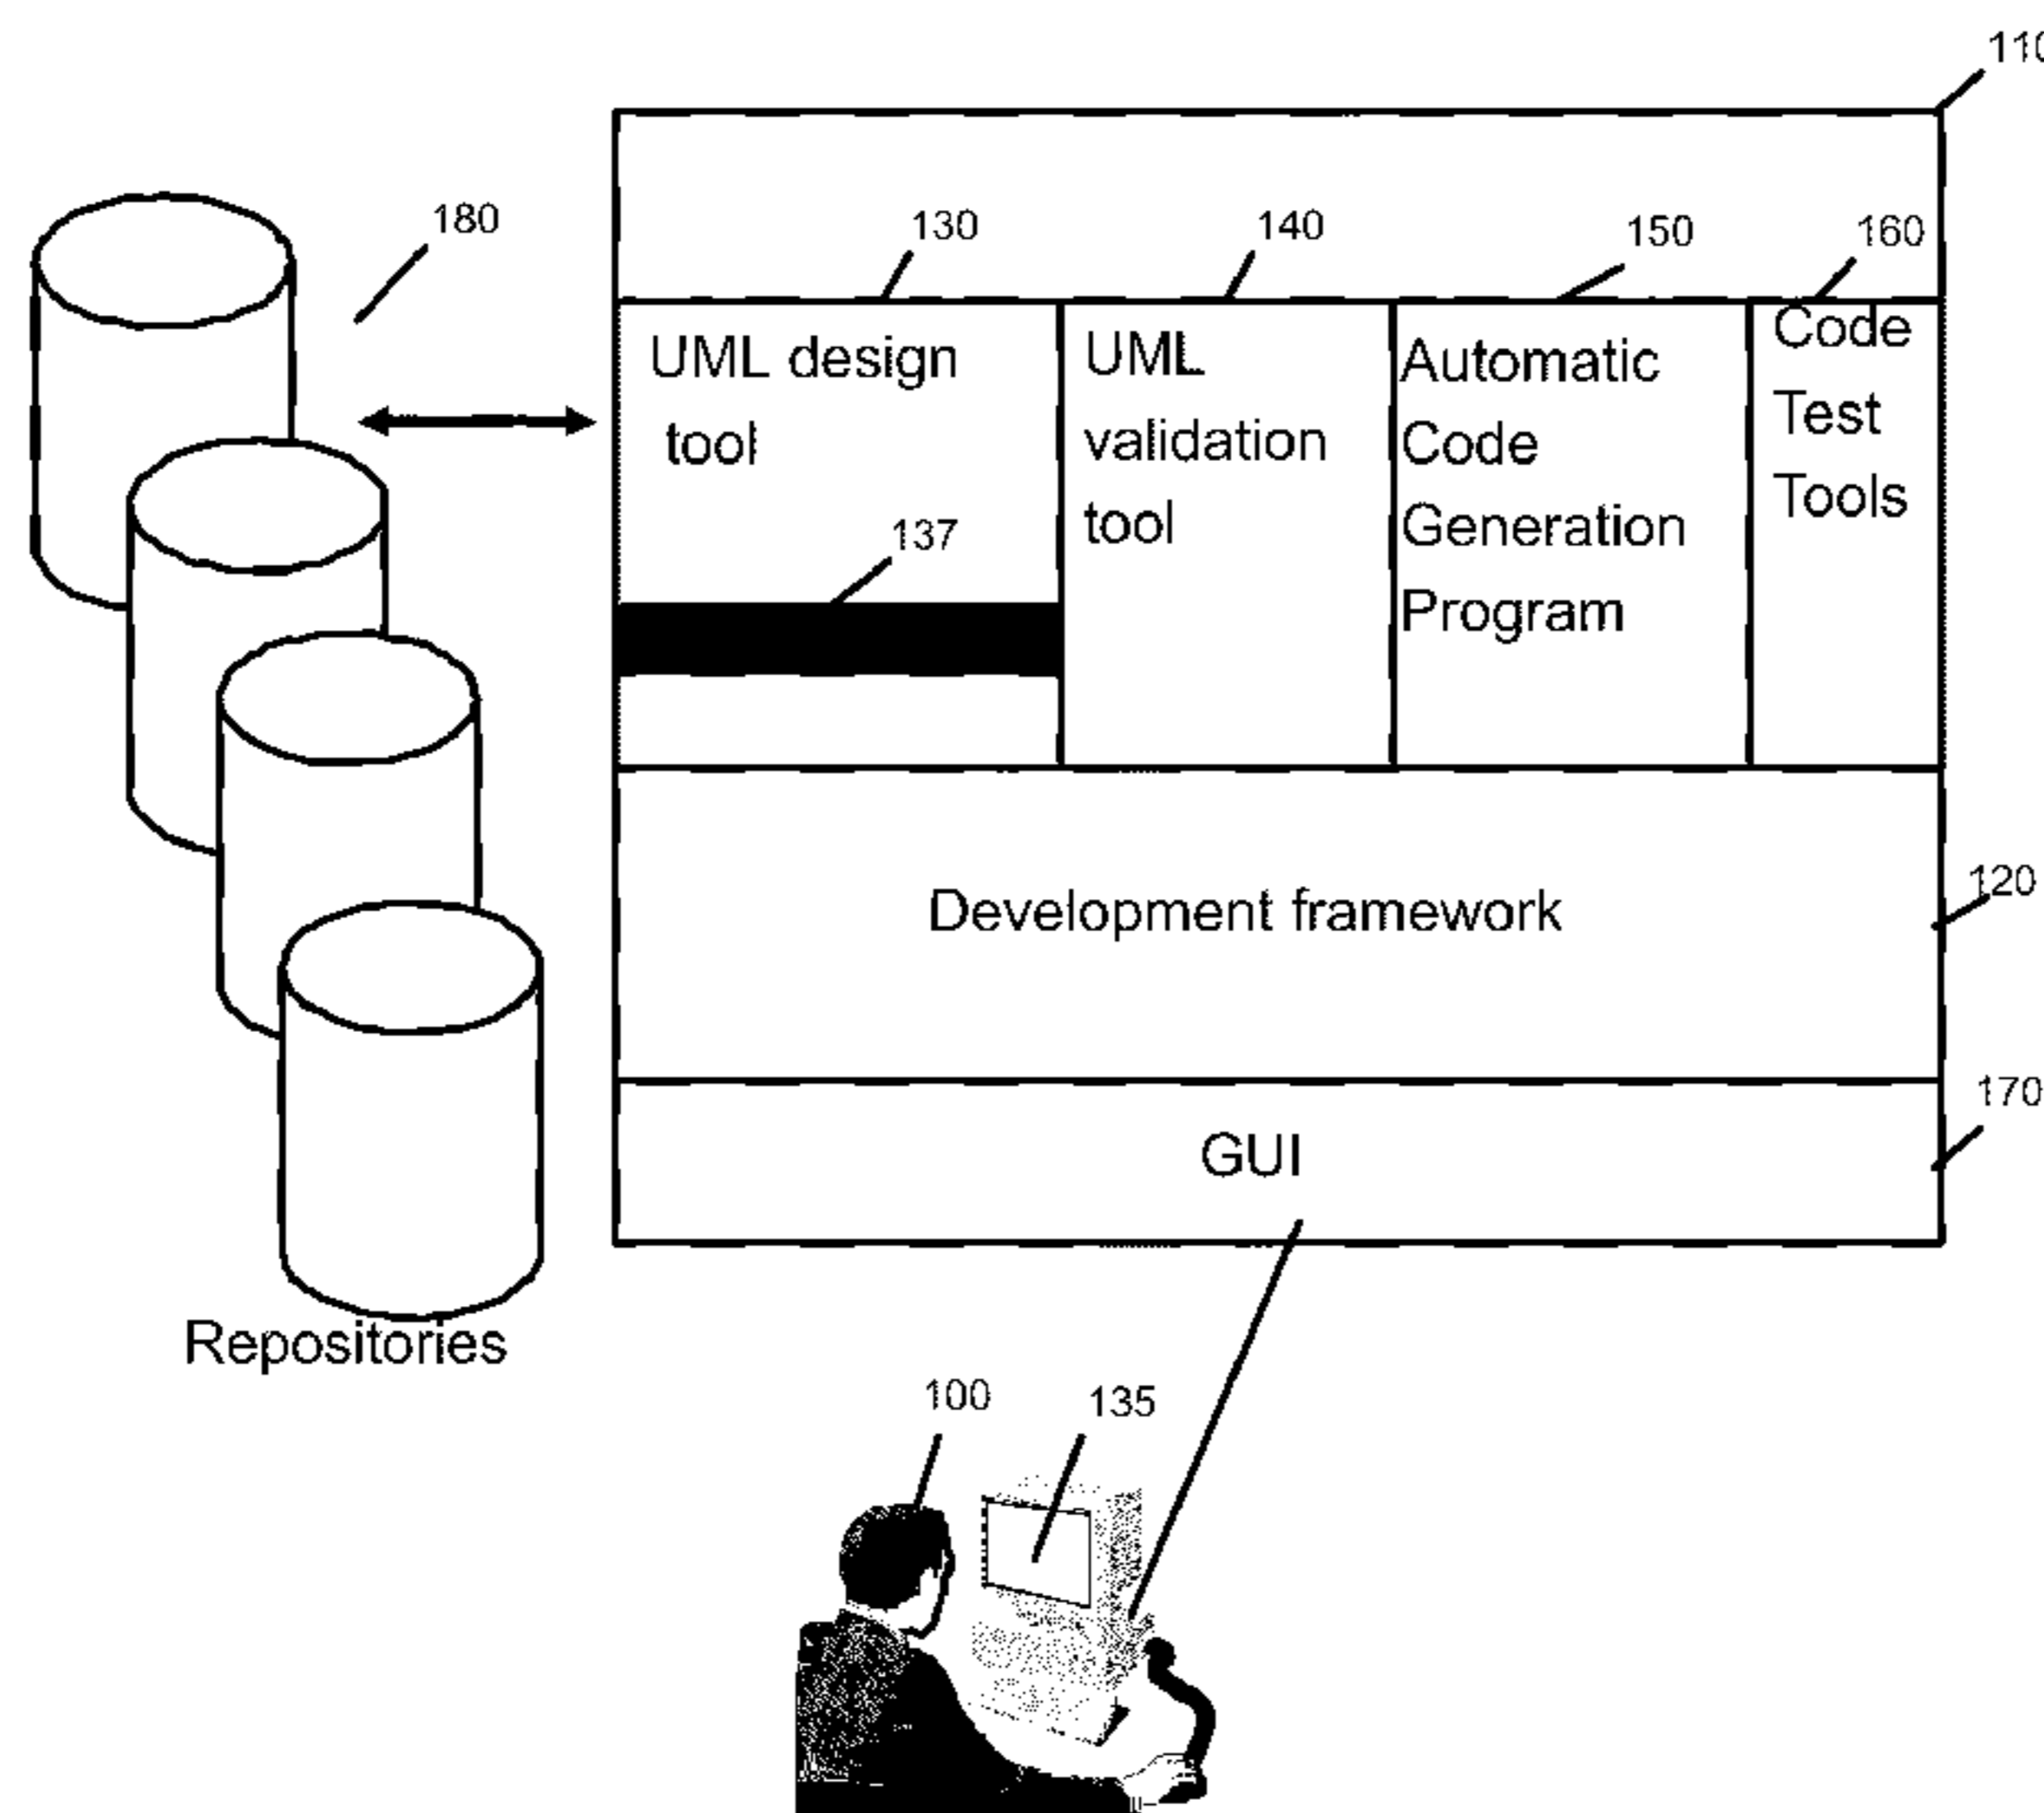 110
180
130
140
150
160
UML design
tool
UML
validation
tool
Automatic
Code
Generation
Program
Code
Test
Tools
137
Development framework
120
170
GUI
Repositories
100
135